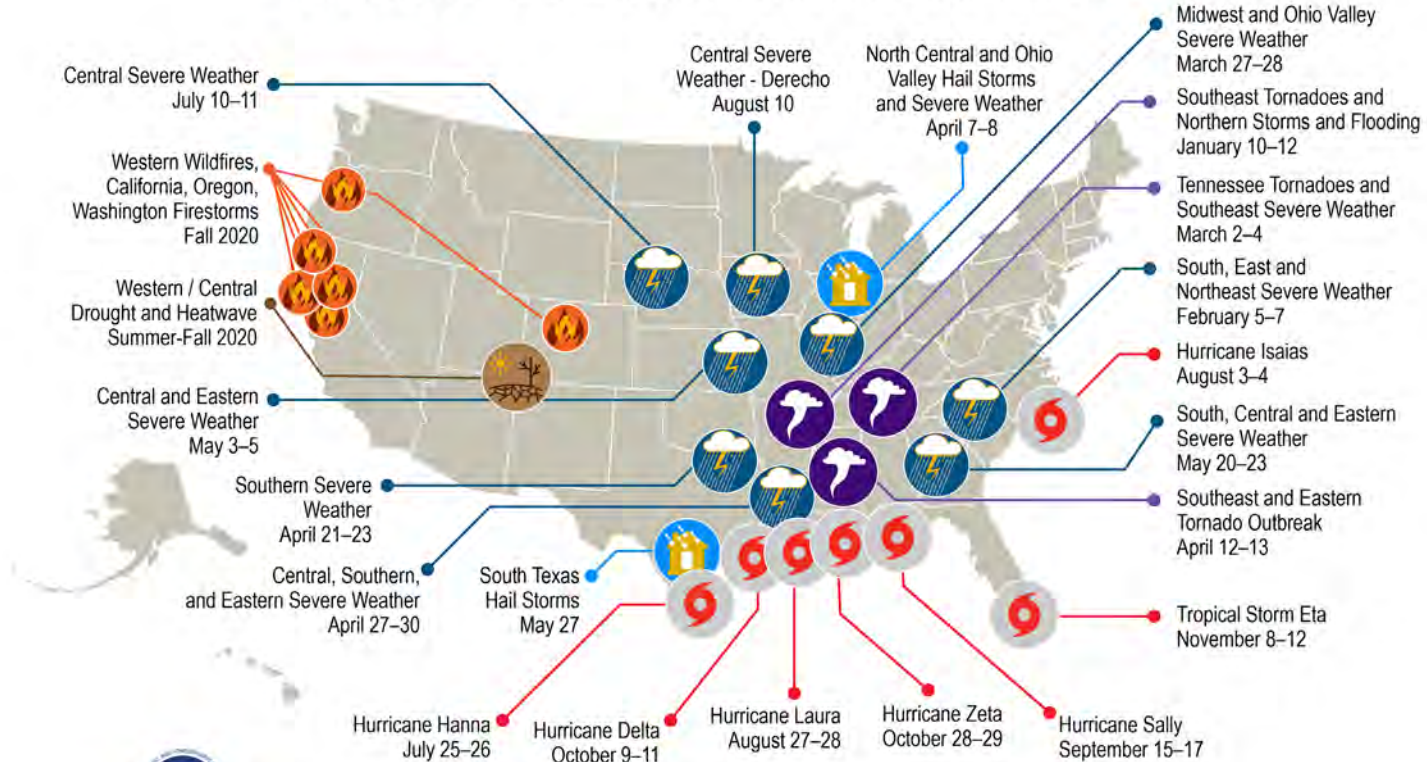 Central Severe Weather
July 10–11
Western Wildfires,
California, Oregon,
Washington Firestorms
Fall 2020
Western / Central
Drought and Heatwave
Summer-Fall 2020
Central and Eastern
Severe Weather
May 3–5
Southern Severe
Weather
April 21–23
Central, Southern,
and Eastern Severe Weather
April 27–30
South Texas
Hail Storms
May 27
Central Severe
Weather - Derecho
August 10
North Central and Ohio
Valley Hail Storms
and Severe Weather
April 7–8
Midwest and Ohio Valley
Severe Weather
March 27–28
Southeast Tornadoes and
Northern Storms and Flooding
January 10–12
Tennessee Tornadoes and
Southeast Severe Weather
March 2–4
South, East and
Northeast Severe Weather
February 5–7
Hurricane Isaias
August 3–4
South, Central and Eastern
Severe Weather
May 20–23
Southeast and Eastern
Tornado Outbreak
April 12–13
Tropical Storm Eta
November 8–12
Hurricane Hanna
July 25–26
Hurricane Delta
October 9–11
Hurricane Laura
August 27–28
Hurricane Zeta
October 28–29
Hurricane Sally
September 15–17